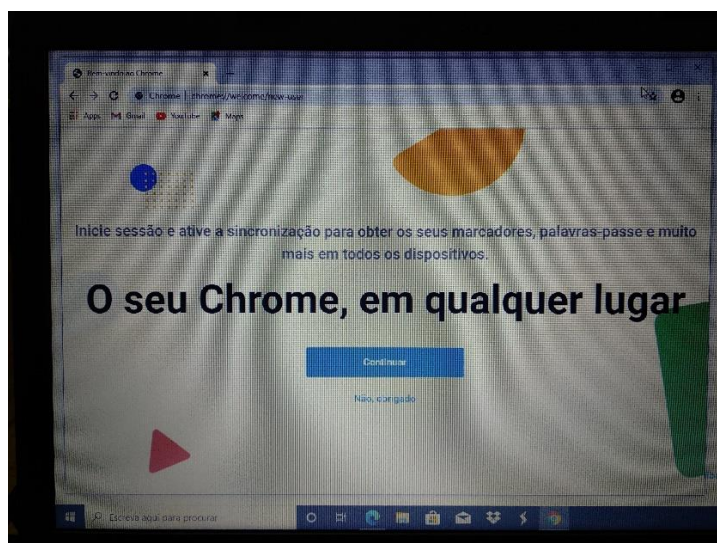 Bem-vindo ao Chrome
Chrome | chrome://welcome/new-user
Apps Gmail YouTube Maps
Inicie sessão e ative a sincronização para obter os seus marcadores, palavras-passe e muito
mais em todos os dispositivos.
O seu Chrome, em qualquer lugar
Continuar
Não, obrigado
Escreva aqui para procurar